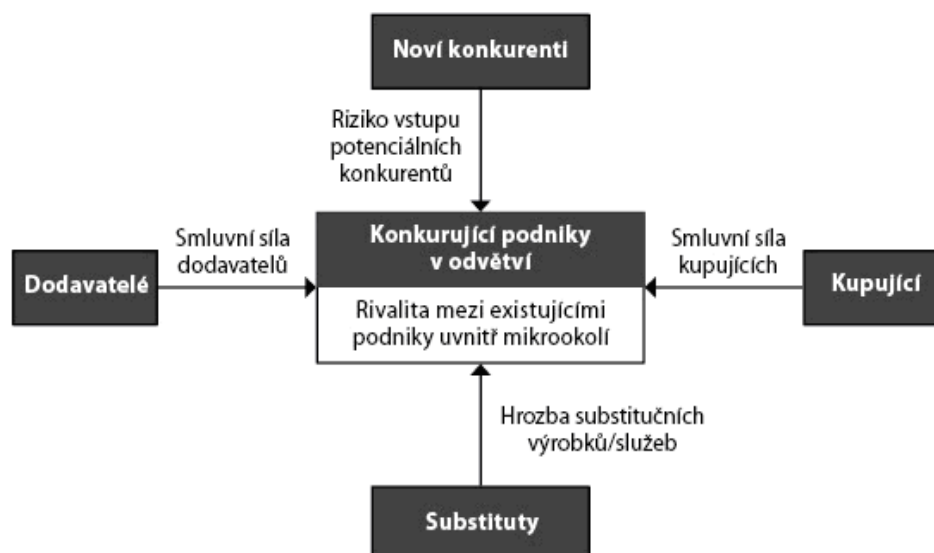 Noví konkurenti
Riziko vstupu
potenciálních
konkurentů
Smluvní síla
dodavatelů
Dodavatelé
Konkurující podniky
v odvětví
Rivalita mezi existujícími
podniky uvnitř mikrookolí
Smluvní síla
kupujících
Kupující
Hrozba substitučních
výrobků/služeb
Substituty